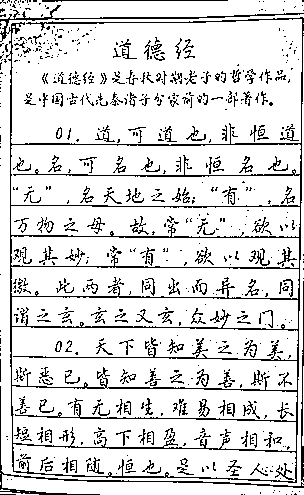 道德经
《道德经》是春秋时期老子的哲学作品,
是中国古代先秦诸子分家前的一部著作。
01. 道,可道也,非恒道
也。名,可名也,非恒名也。
“无”,名天地之始;“有”,名
万物之母。故,常“无”,欲以
观其妙;常“有”,欲以观其
徼。此两者,同出而异名,同
谓之玄。玄之又玄,众妙之门。
02. 天下皆知美之为美,
斯恶已。皆知善之为善,斯不
善已。有无相生,难易相成,长
短相形,高下相盈,音声相和,
前后相随。恒也。是以圣人处